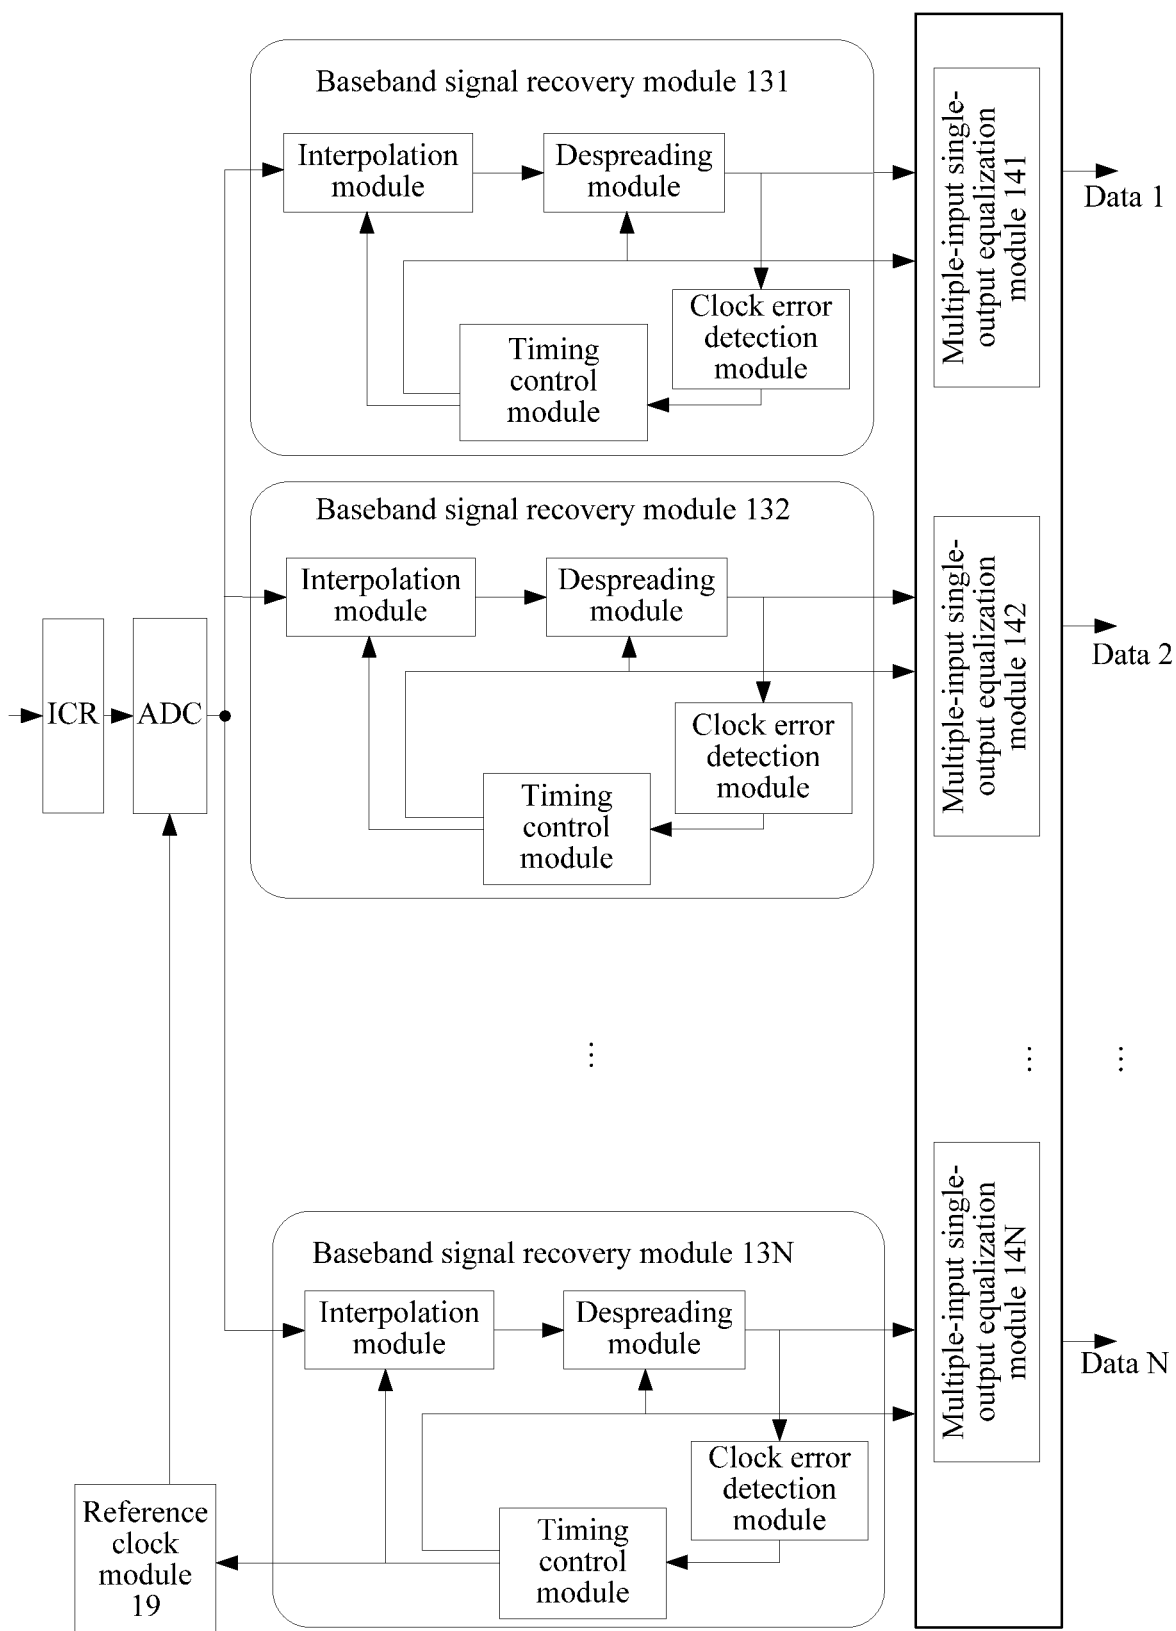 Baseband signal recovery module 131
Interpolation
module
Despreading
module
Clock error
detection
module
Timing
control
module
Multiple-input single-
output equalization
module 141
Data 1
Baseband signal recovery module 132
Interpolation
module
Despreading
module
Clock error
detection
module
Timing
control
module
Multiple-input single-
output equalization
module 142
Data 2
ICR
ADC
⋮
⋮
⋮
Baseband signal recovery module 13N
Interpolation
module
Despreading
module
Clock error
detection
module
Timing
control
module
Multiple-input single-
output equalization
module 14N
Data N
Reference
clock
module
19